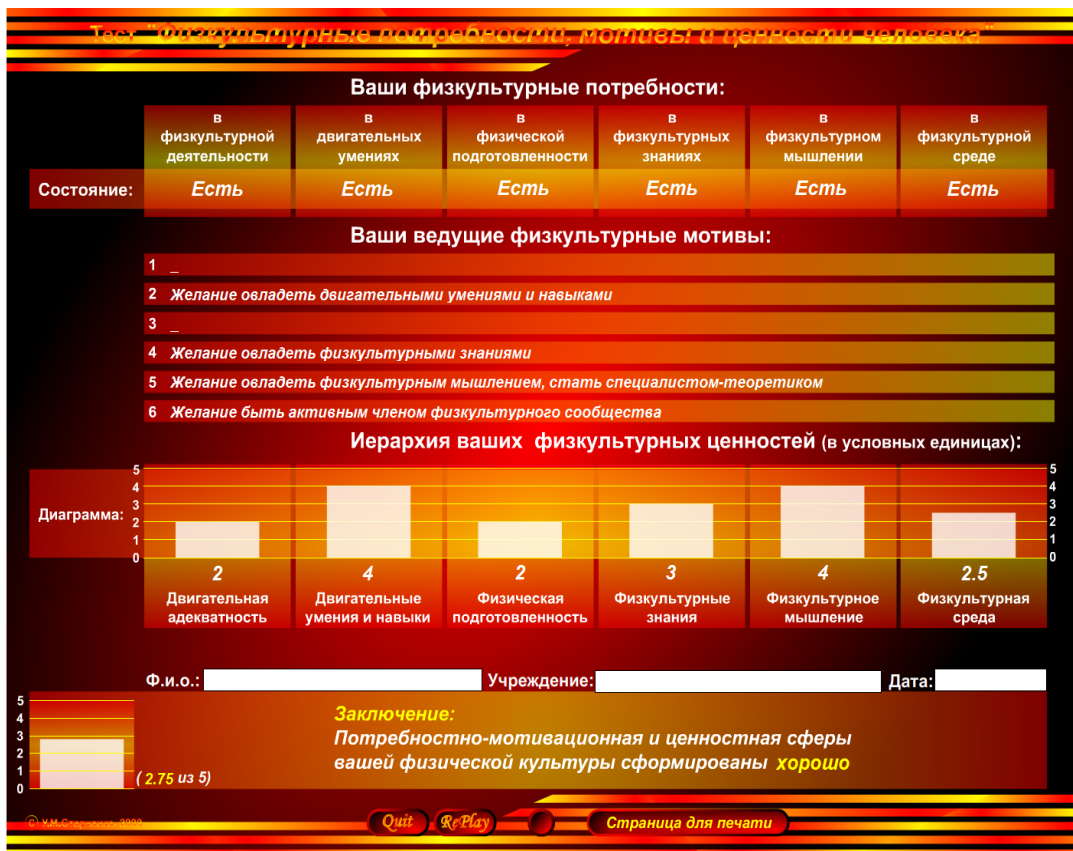 Тест "Физкультурные потребности, мотивы и ценности человека"
Ваши физкультурные потребности:
в физкультурной деятельности
в двигательных умениях
в физической подготовленности
в физкультурных знаниях
в физкультурном мышлении
в физкультурной среде
Состояние: Есть Есть Есть Есть Есть Есть
Ваши ведущие физкультурные мотивы:
1 _
2 Желание овладеть двигательными умениями и навыками
3 _
4 Желание овладеть физкультурными знаниями
5 Желание овладеть физкультурным мышлением, стать специалистом-теоретиком
6 Желание быть активным членом физкультурного сообщества
Иерархия ваших физкультурных ценностей (в условных единицах):
Диаграмма:
5 5
4 4
3 3
2 2
1 1
0 0
2 4 2 3 4 2.5
Двигательная адекватность
Двигательные умения и навыки
Физическая подготовленность
Физкультурные знания
Физкультурное мышление
Физкультурная среда
Ф.и.о.: Учреждение: Дата:
5
4
3
2
1
0
( 2.75 из 5)
Заключение:
Потребностно-мотивационная и ценностная сферы
вашей физической культуры сформированы хорошо
Quit RePlay Страница для печати